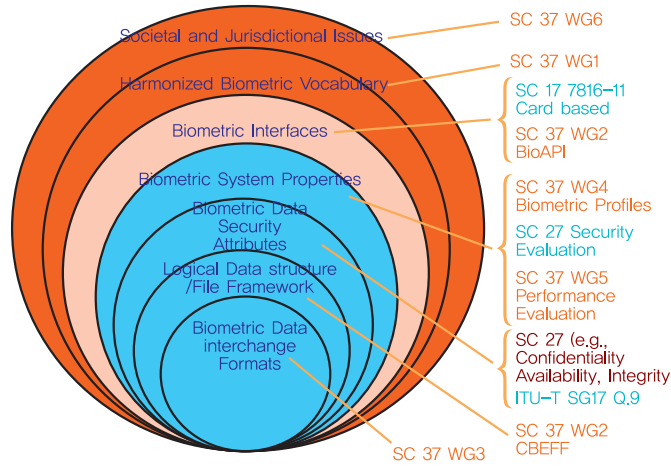 Societal and Jurisdictional Issues
Harmonized Biometric Vocabulary
Biometric Interfaces
Biometric System Properties
Biometric Data
Security
Attributes
Logical Data structure
/File Framework
Biometric Data
interchange
Formats
SC 37 WG6
SC 37 WG1
SC 17 7816-11
Card based
SC 37 WG2
BioAPI
SC 37 WG4
Biometric Profiles
SC 27 Security
Evaluation
SC 37 WG5
Performance
Evaluation
SC 27 (e.g.,
Confidentiality
Availability, Integrity
ITU-T SG17 Q.9
SC 37 WG2
CBEFF
SC 37 WG3